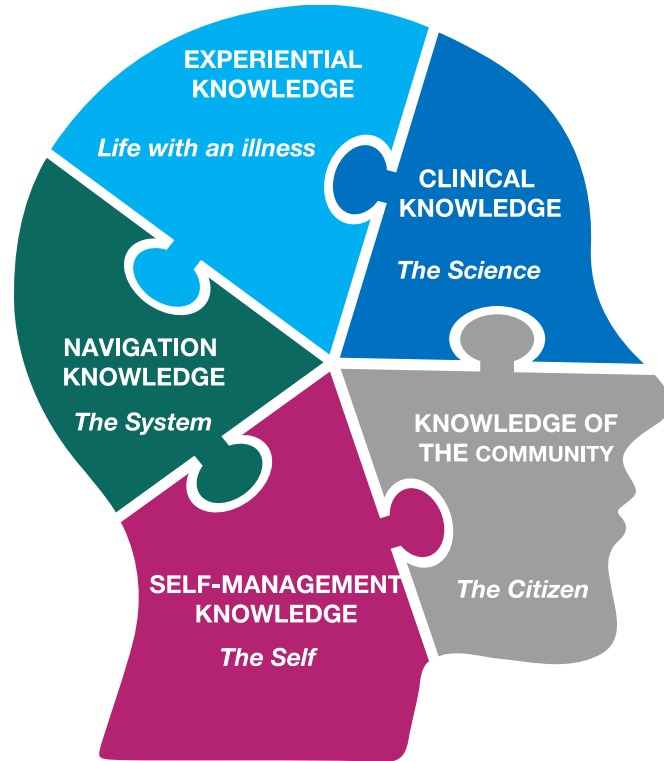 EXPERIENTIAL
KNOWLEDGE
Life with an illness
CLINICAL
KNOWLEDGE
The Science
NAVIGATION
KNOWLEDGE
The System
KNOWLEDGE OF
THE COMMUNITY
The Citizen
SELF-MANAGEMENT
KNOWLEDGE
The Self